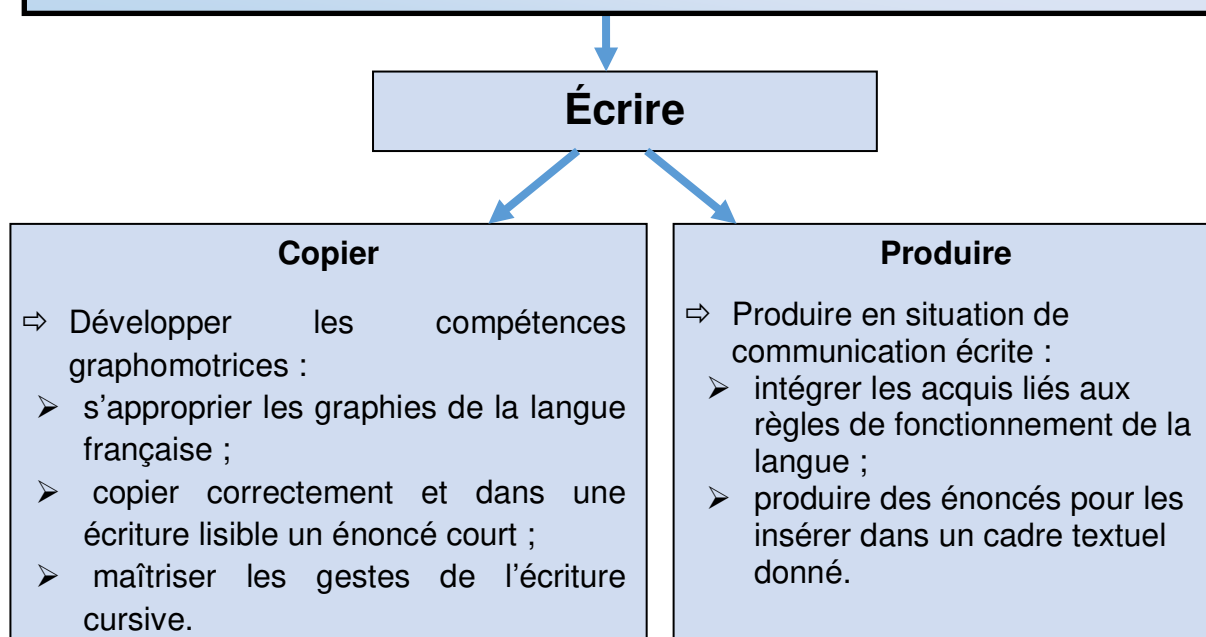 Écrire
Copier
⇨ Développer les compétences
graphomotrices :
➢ s'approprier les graphies de la langue
française ;
➢ copier correctement et dans une
écriture lisible un énoncé court ;
➢ maîtriser les gestes de l'écriture
cursive.
Produire
⇨ Produire en situation de
communication écrite :
➢ intégrer les acquis liés aux
règles de fonctionnement de la
langue ;
➢ produire des énoncés pour les
insérer dans un cadre textuel
donné.